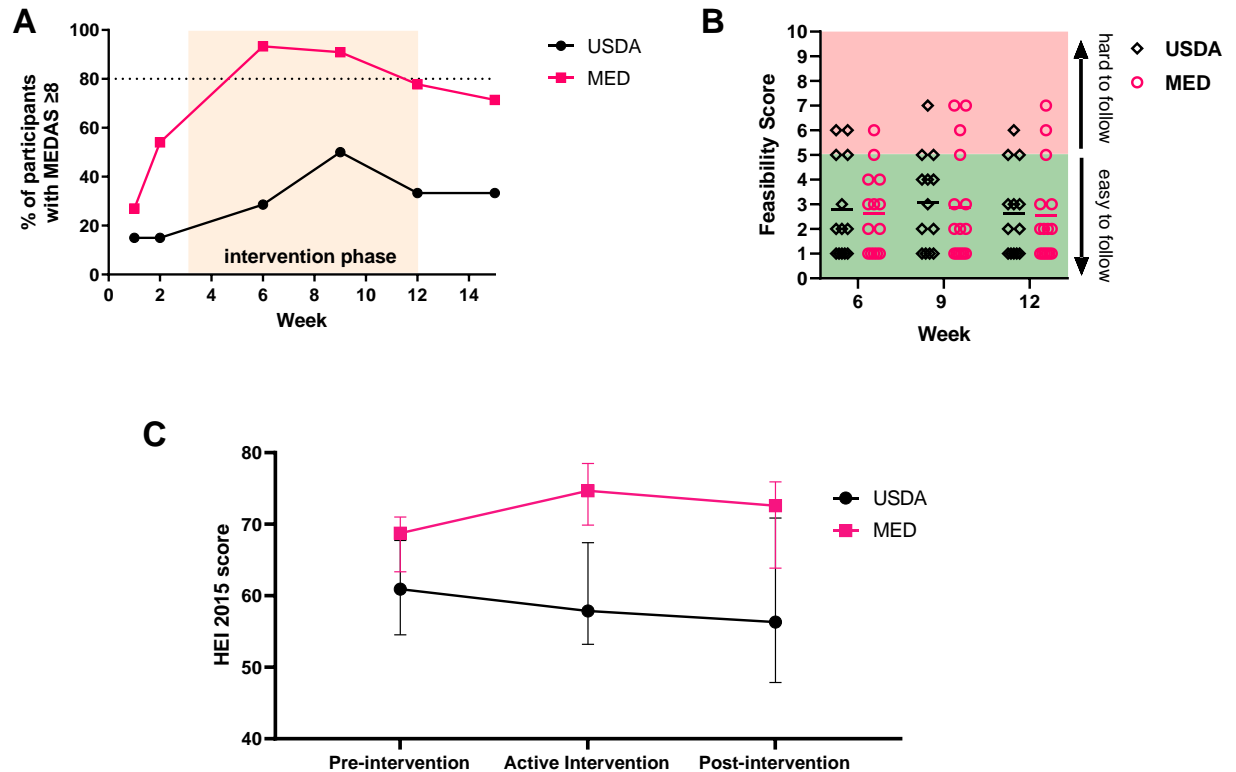 A
% of participants
with MEDAS ≥8
100
80
60
40
20
0
0
2
4
6
8
10
12
14
Week
intervention phase
USDA
MED
B
Feasibility Score
10
9
8
7
6
5
4
3
2
1
0
6
9
12
Week
hard to follow
easy to follow
USDA
MED
C
HEI 2015 score
80
70
60
50
40
Pre-intervention
Active Intervention
Post-intervention
USDA
MED